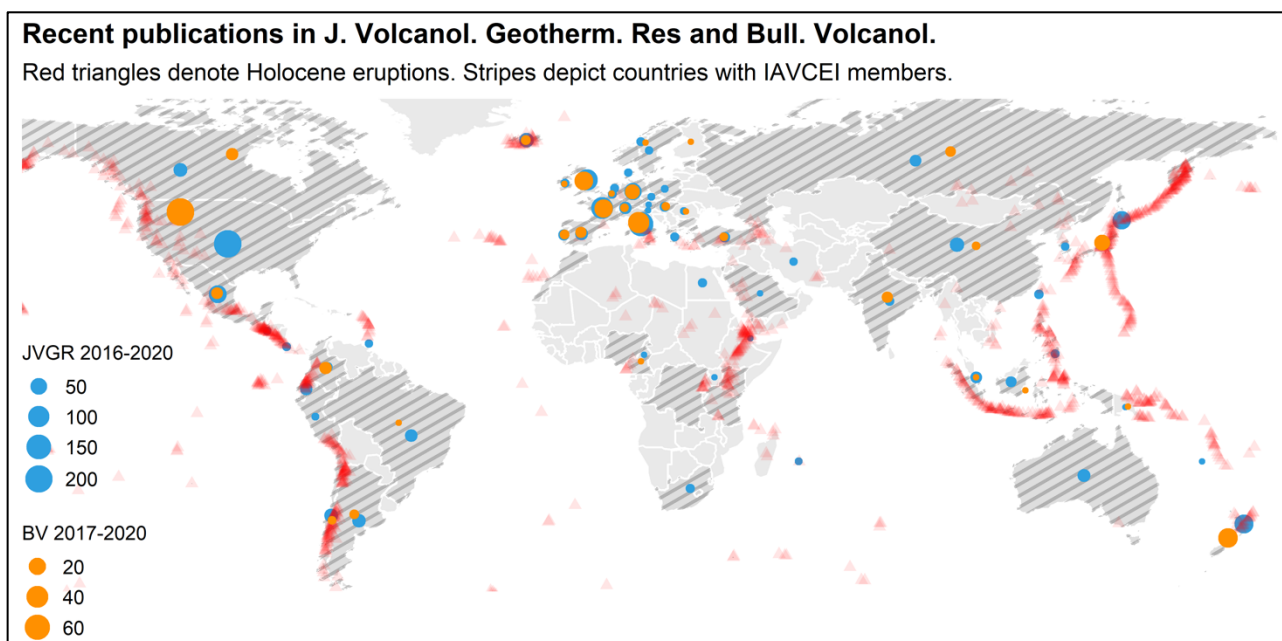 Recent publications in J. Volcanol. Geotherm. Res and Bull. Volcanol.
Red triangles denote Holocene eruptions. Stripes depict countries with IAVCEI members.
JVGR 2016-2020
50
100
150
200
BV 2017-2020
20
40
60